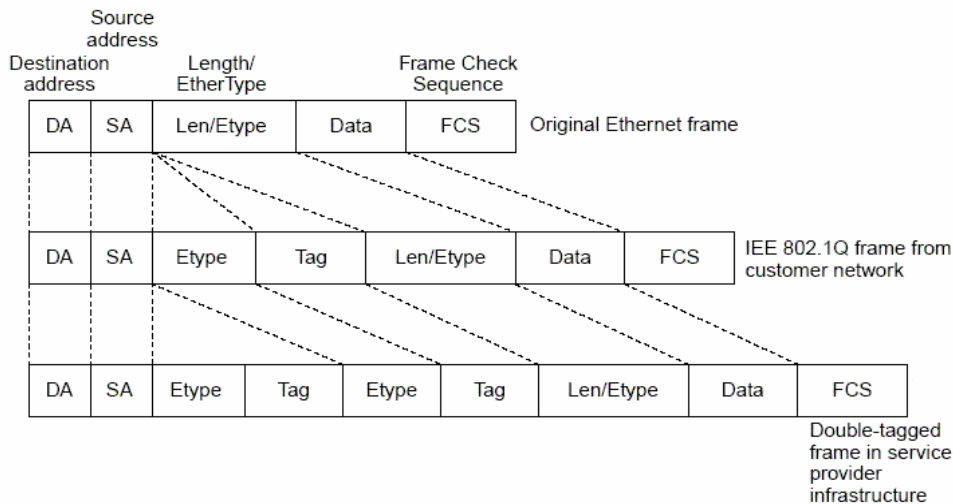 Source
address
Destination
address
Length/
EtherType
Frame Check
Sequence
DA SA Len/Etype Data FCS Original Ethernet frame
DA SA Etype Tag Len/Etype Data FCS
IEE 802.1Q frame from
customer network
DA SA Etype Tag Etype Tag Len/Etype Data FCS
Double-tagged
frame in service
provider
infrastructure